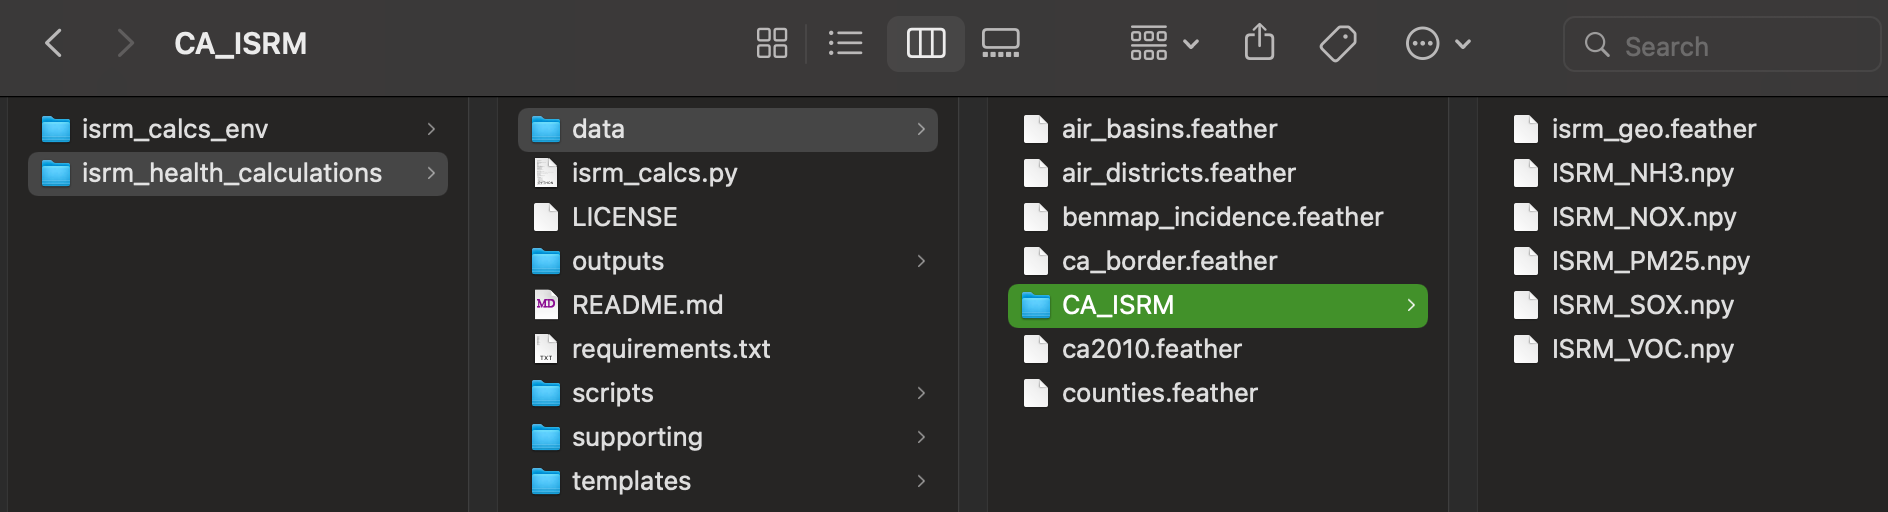 CA_ISRM
Search
isrm_calcs_env
isrm_health_calculations
data
isrm_calcs.py
LICENSE
outputs
README.md
requirements.txt
scripts
supporting
templates
air_basins.feather
air_districts.feather
benmap_incidence.feather
ca_border.feather
CA_ISRM
ca2010.feather
counties.feather
isrm_geo.feather
ISRM_NH3.npy
ISRM_NOX.npy
ISRM_PM25.npy
ISRM_SOX.npy
ISRM_VOC.npy